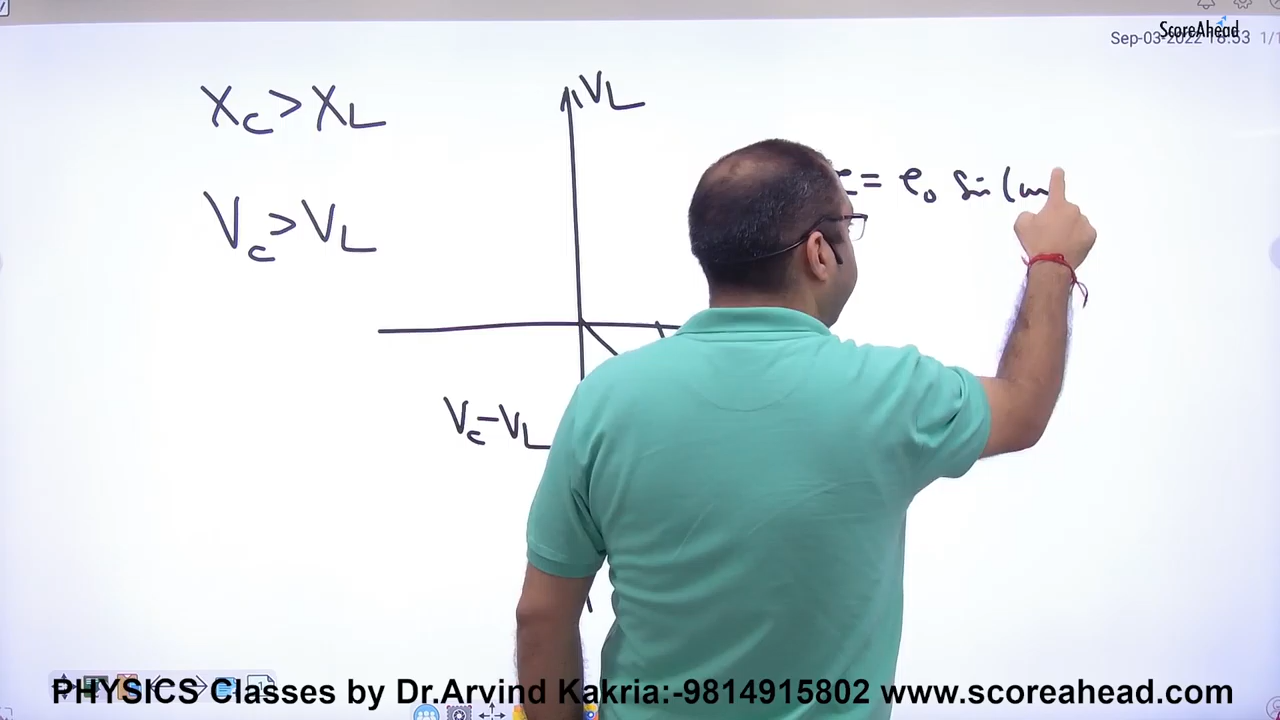 ScoreAhead
Sep-03-2022 18:53 1/1
X_C > X_L
V_L
e = e_0 sin(ω
V_C > V_L
V_C - V_L
PHYSICS Classes by Dr.Arvind Kakria:-9814915802 www.scoreahead.com